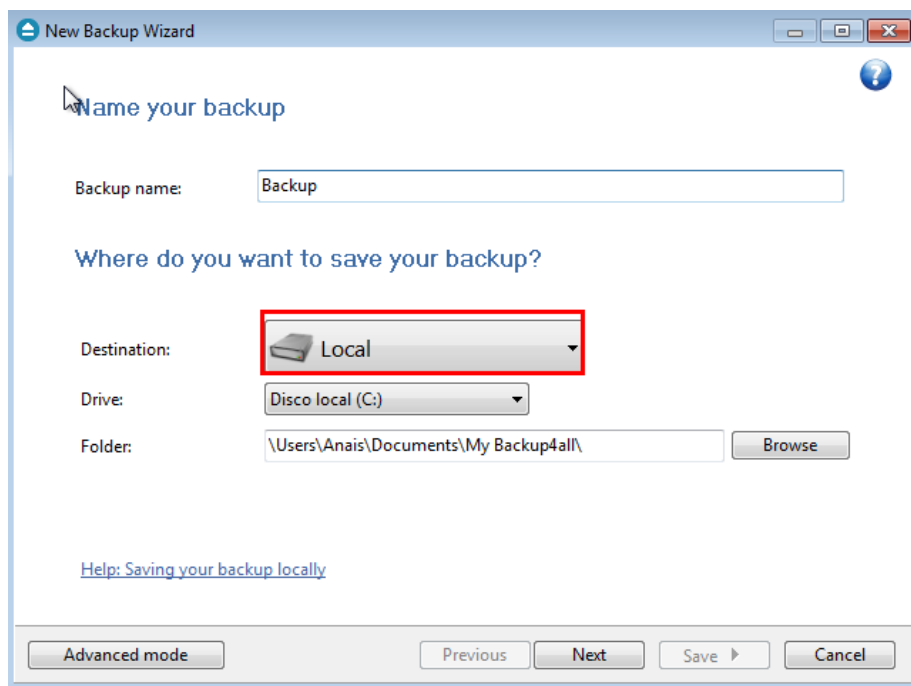 New Backup Wizard
Name your backup
Backup name: Backup
Where do you want to save your backup?
Destination: Local
Drive: Disco local (C:)
Folder: \Users\Anais\Documents\My Backup4all\ Browse
Help: Saving your backup locally
Advanced mode Previous Next Save Cancel